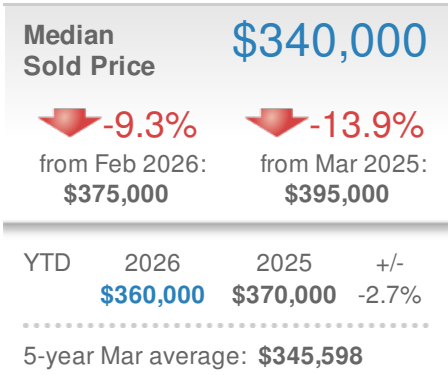 Median $340,000
Sold Price
-9.3% -13.9%
from Feb 2026: from Mar 2025:
$375,000 $395,000
YTD 2026 2025 +/-
$360,000 $370,000 -2.7%
5-year Mar average: $345,598